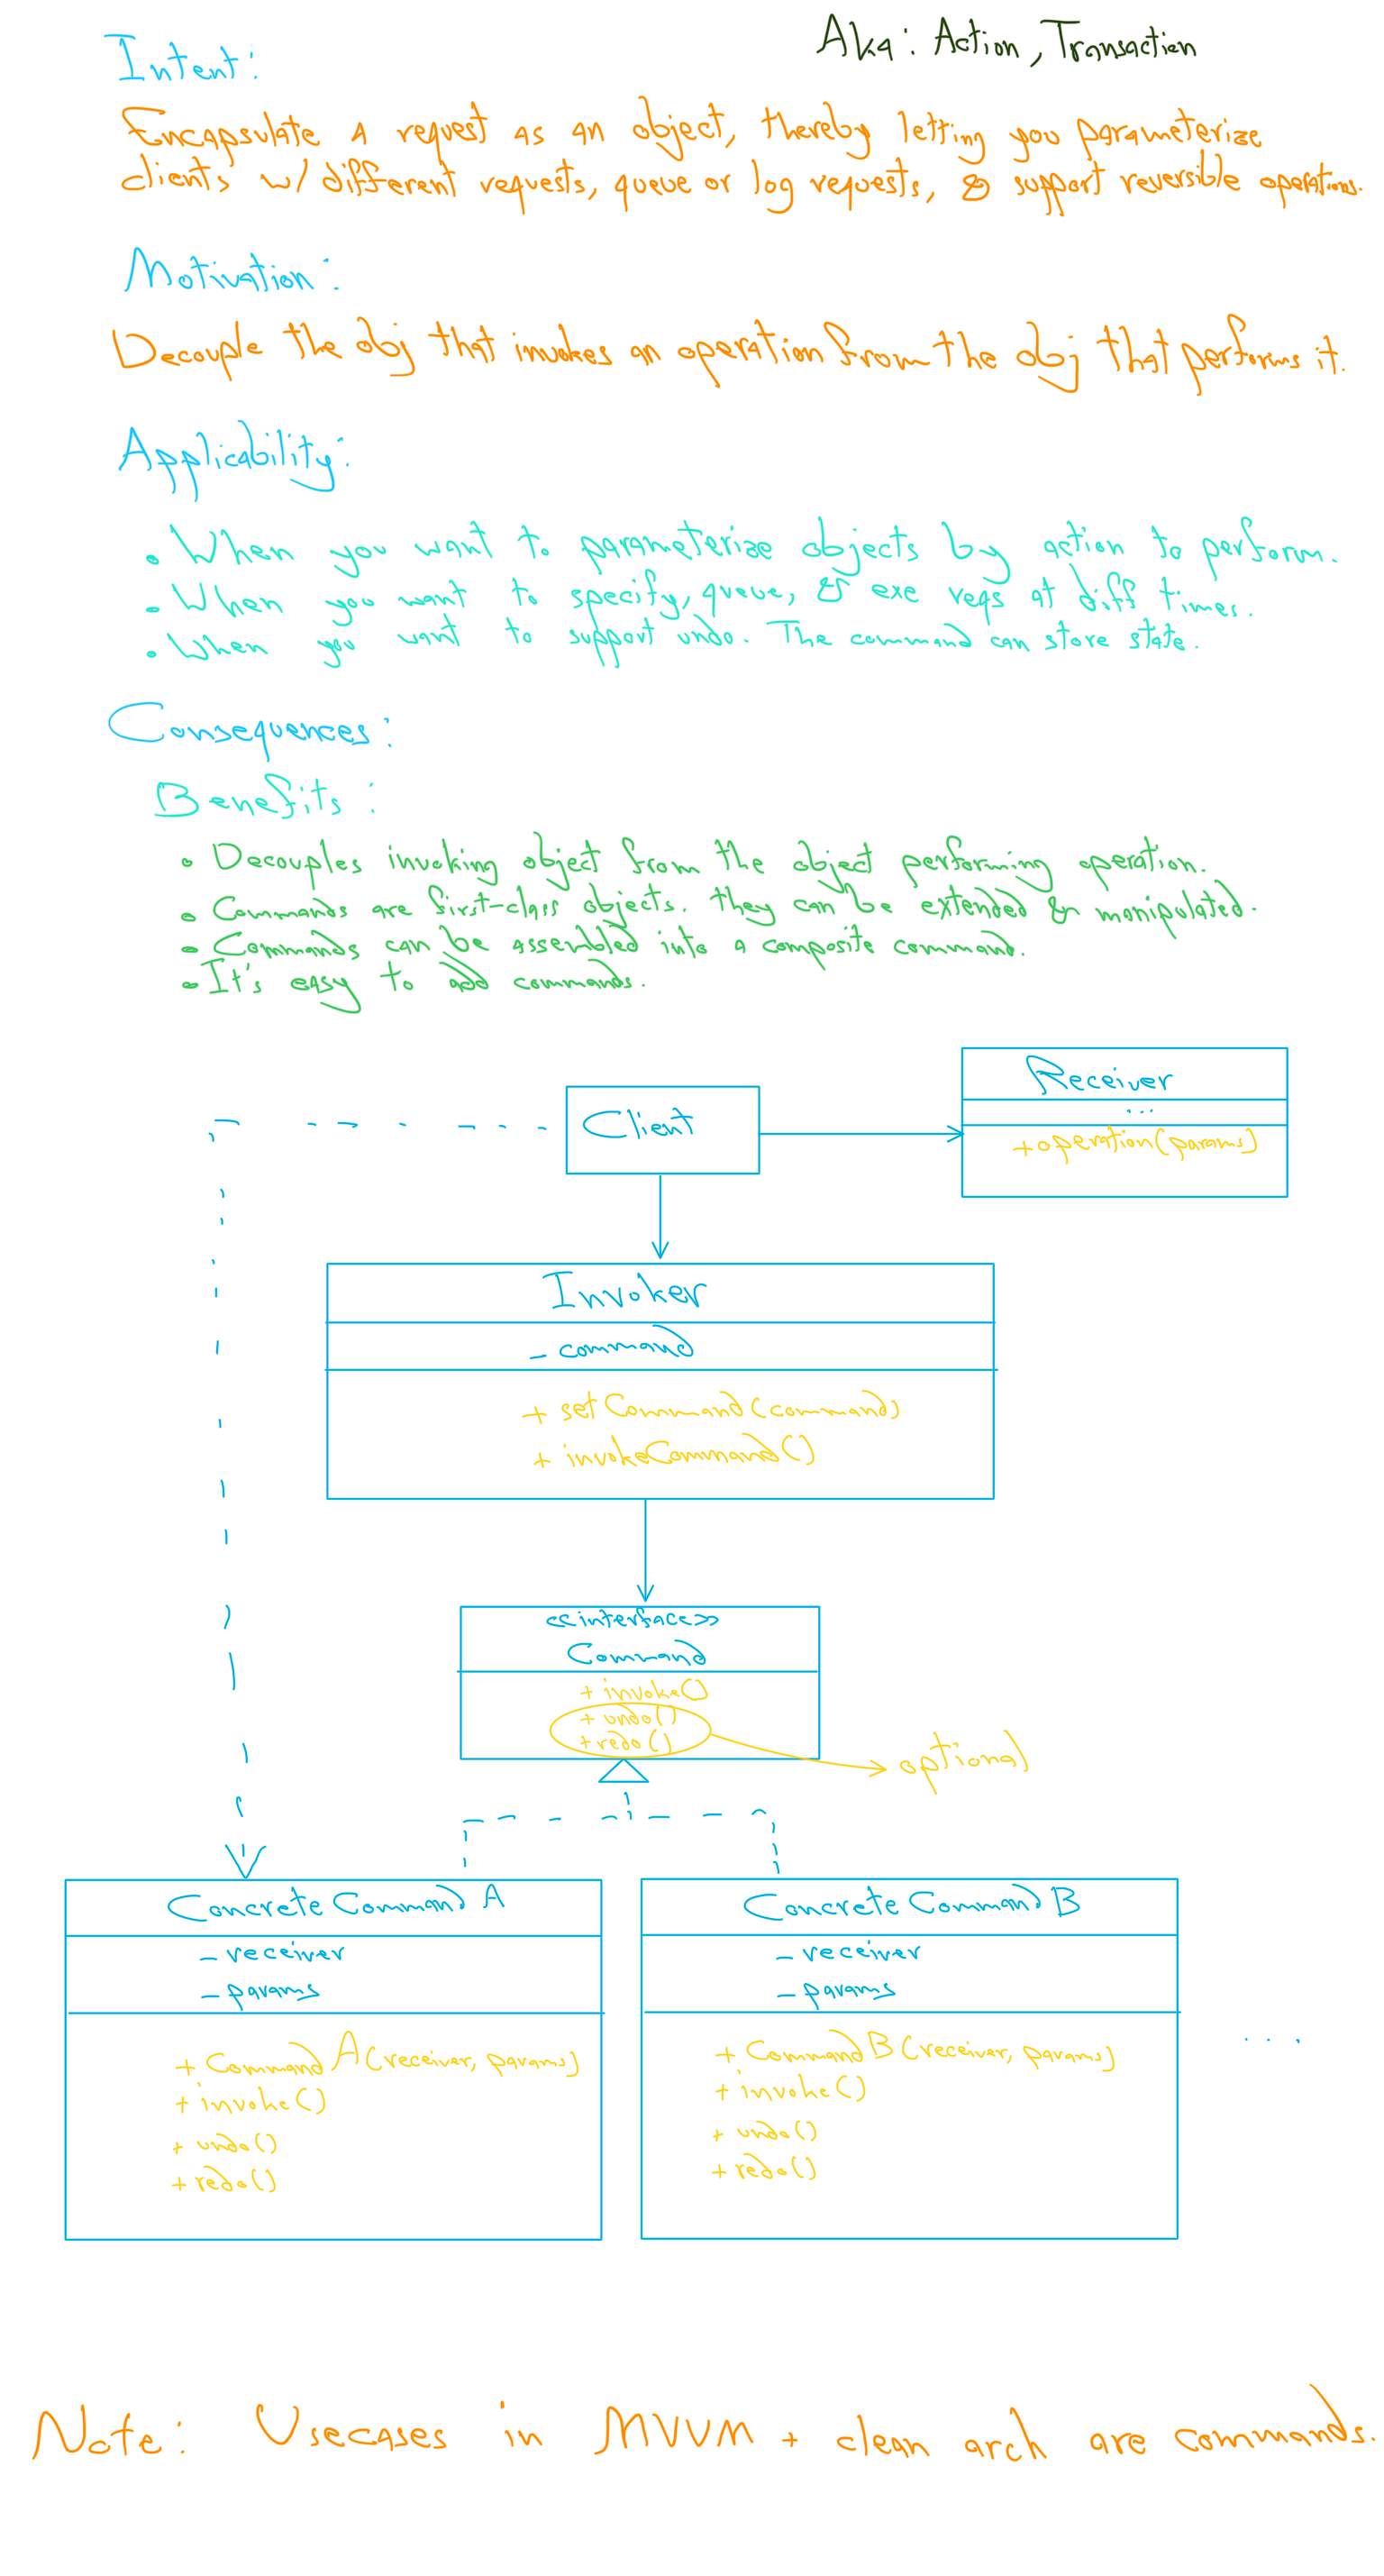 Aka: Action, Transaction
Intent:
Encapsulate a request as an object, thereby letting you parameterize
clients w/ different requests, queue or log requests, & support reversible operations.
Motivation:
Decouple the obj that invokes an operation from the obj that performs it.
Applicability:
• When you want to parameterize objects by action to perform.
• When you want to specify, queue, & exe reqs at diff times.
• When you want to support undo. The command can store state.
Consequences:
Benefits:
• Decouples invoking object from the object performing operation.
• Commands are first-class objects. they can be extended & manipulated.
• Commands can be assembled into a composite command.
• It's easy to add commands.
Client
Receiver
...
+operation(params)
Invoker
- command
+ setCommand(command)
+ invokeCommand()
<<interface>>
Command
+ invoke()
+ undo()
+ redo()
optional
Concrete Command A
- receiver
- params
+ Command A (receiver, params)
+ invoke()
+ undo()
+ redo()
Concrete Command B
- receiver
- params
+ Command B (receiver, params)
+ invoke()
+ undo()
+ redo()
....
Note: Usecases in MVVM + clean arch are commands.